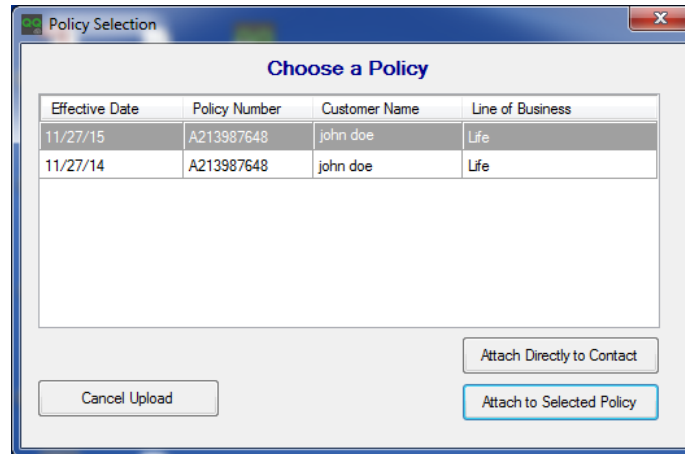 Policy Selection
Choose a Policy
Effective Date Policy Number Customer Name Line of Business
11/27/15 A213987648 john doe Life
11/27/14 A213987648 john doe Life
Attach Directly to Contact
Cancel Upload Attach to Selected Policy